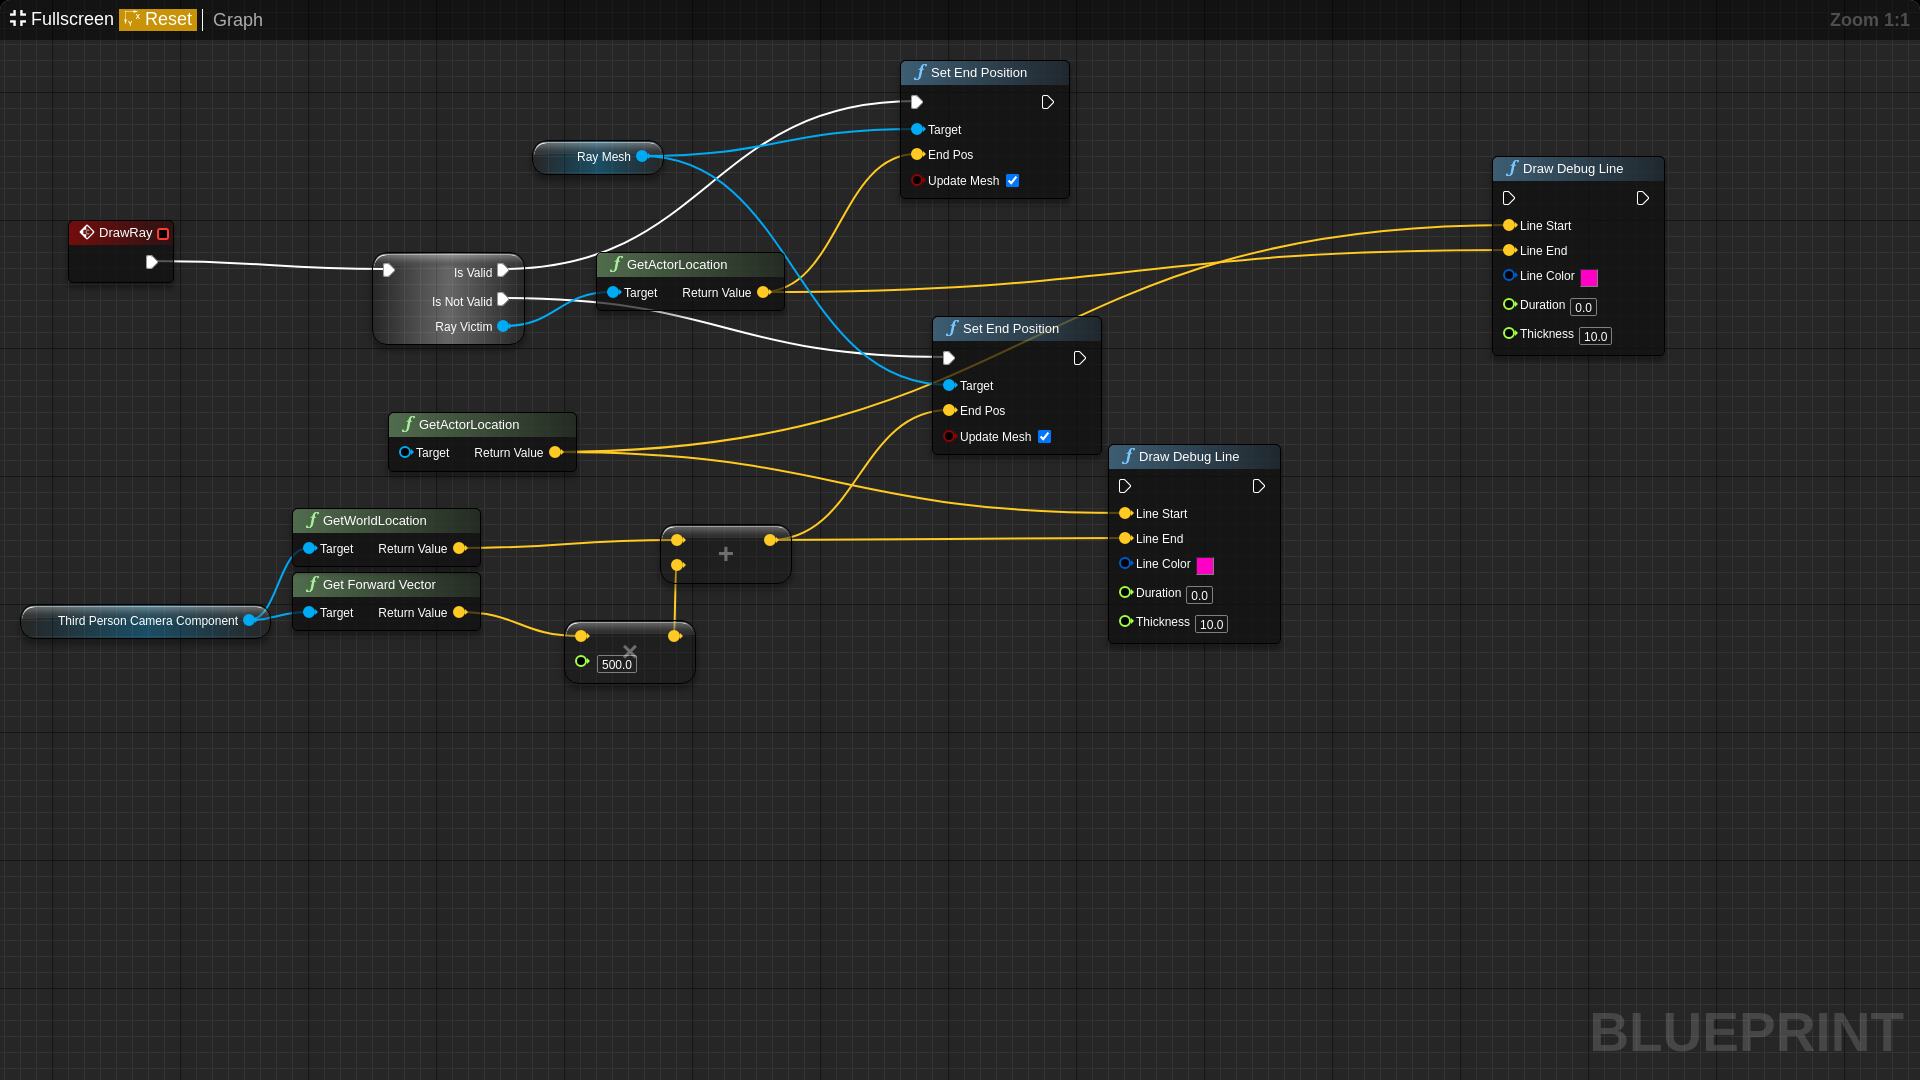 Fullscreen Reset Graph
Zoom 1:1
Set End Position
Target
End Pos
Update Mesh
Ray Mesh
Draw Debug Line
Line Start
Line End
Line Color
Duration 0.0
Thickness 10.0
DrawRay
Is Valid
Is Not Valid
Ray Victim
GetActorLocation
Target Return Value
Set End Position
Target
End Pos
Update Mesh
GetActorLocation
Target Return Value
Draw Debug Line
Line Start
Line End
Line Color
Duration 0.0
Thickness 10.0
GetWorldLocation
Target Return Value
Get Forward Vector
Target Return Value
Third Person Camera Component
+
×
500.0
BLUEPRINT